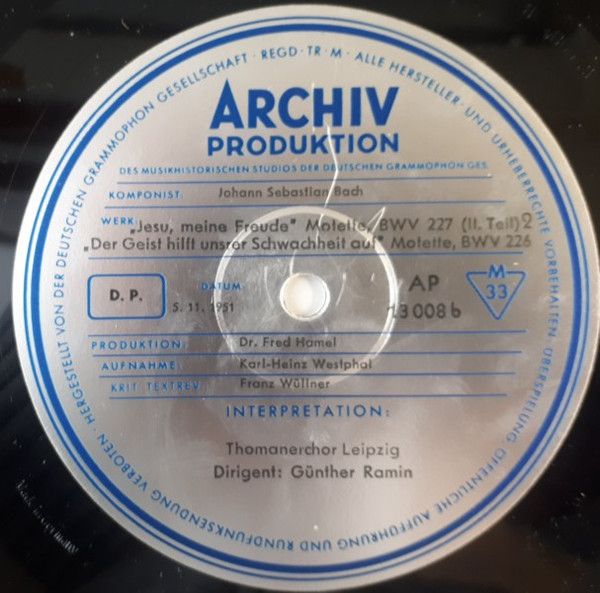 HERGESTELLT VON DER DEUTSCHEN GRAMMOPHON GESELLSCHAFT · REGD · TR · M · ALLE HERSTELLER- UND URHEBERRECHTE VORBEHALTEN. ÜBERSPIELUNG, ÖFFENTLICHE AUFFÜHRUNG UND RUNDFUNKSENDUNG VERBOTEN ·
ARCHIV
PRODUKTION
DES MUSIKHISTORISCHEN STUDIOS DER DEUTSCHEN GRAMMOPHON GES.
KOMPONIST: Johann Sebastian Bach
WERK: „Jesu, meine Freude" Motette, BWV 227 (II. Teil) 2
„Der Geist hilft unsrer Schwachheit auf" Motette, BWV 226
D. P.
DATUM:
5. 11. 1951
AP
13 008 b
M
33
PRODUKTION: Dr. Fred Hamel
AUFNAHME: Karl-Heinz Westphal
KRIT. TEXTREV. Franz Wüllner
INTERPRETATION:
Thomanerchor Leipzig
Dirigent: Günther Ramin
Made in Germany